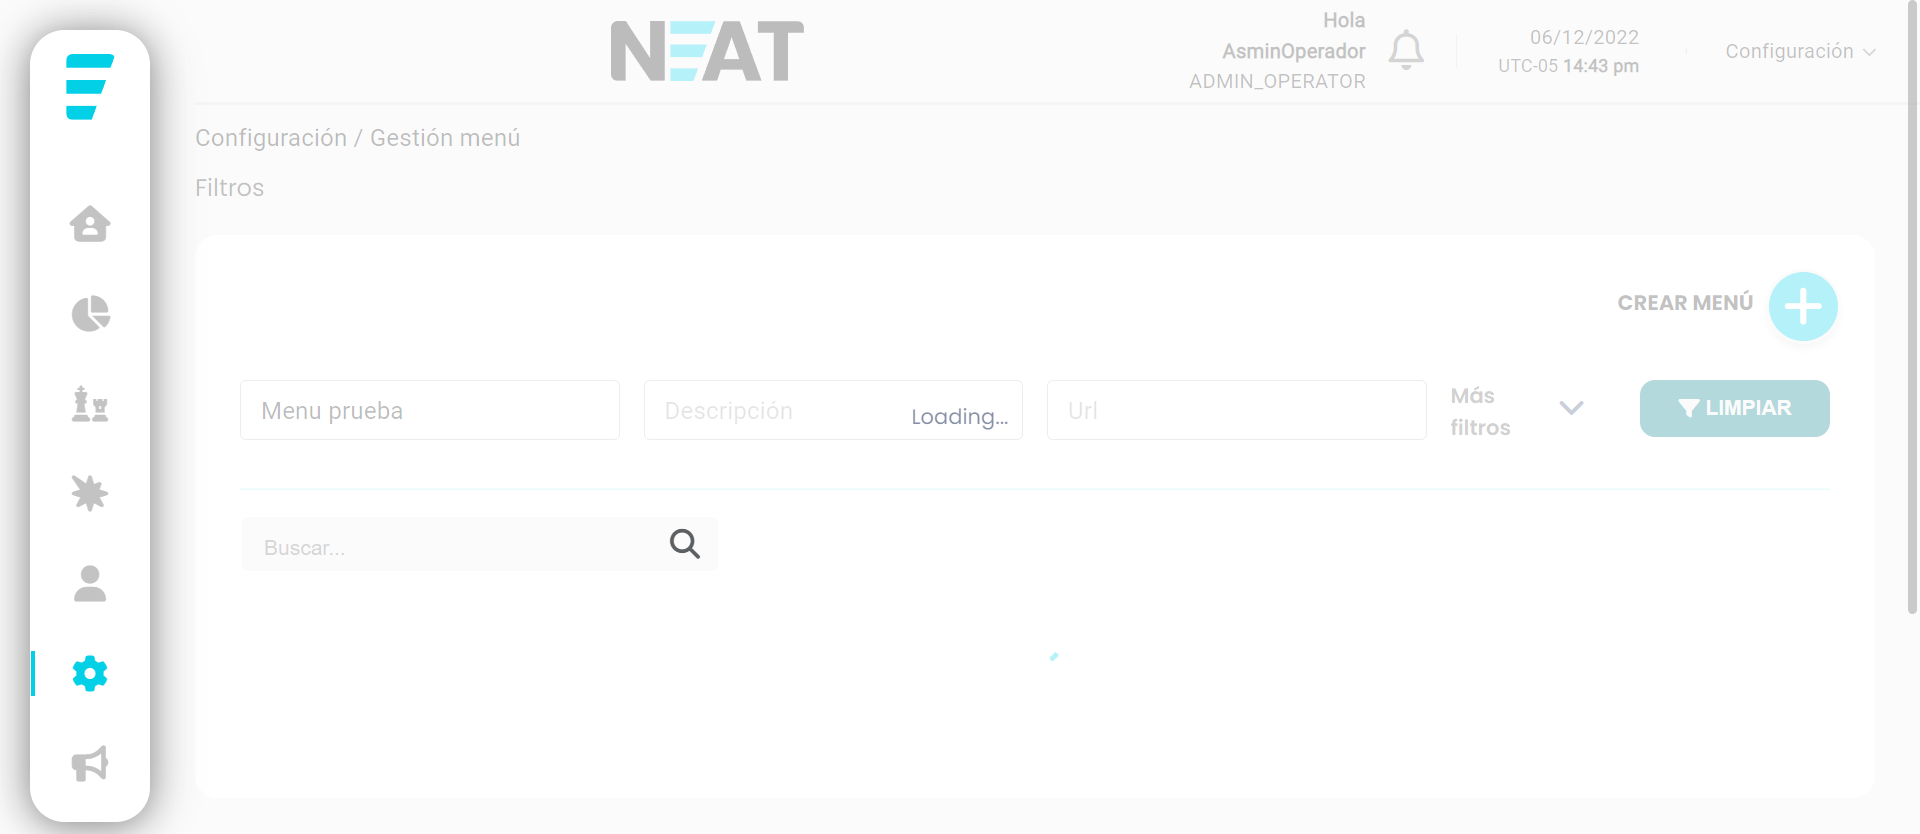 NEAT
Hola
AsminOperador
ADMIN_OPERATOR
06/12/2022
UTC-05 14:43 pm
Configuración
Configuración / Gestión menú
Filtros
CREAR MENÚ
Menu prueba
Descripción
Loading...
Url
Más
filtros
LIMPIAR
Buscar...